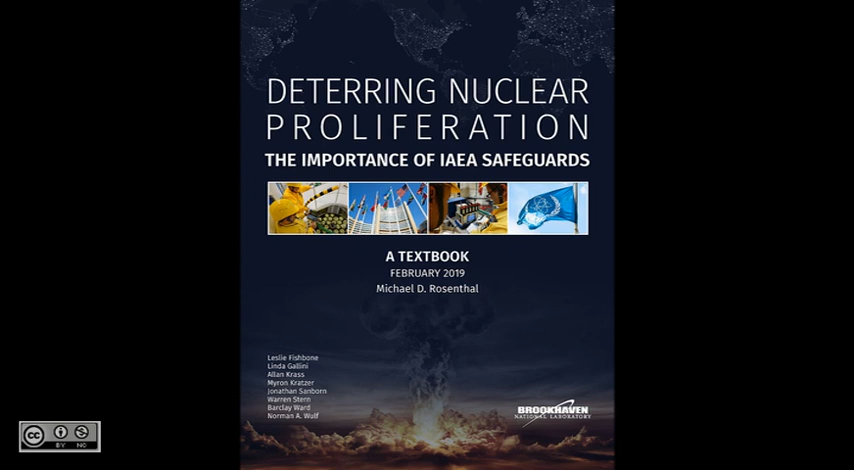 DETERRING NUCLEAR
PROLIFERATION
THE IMPORTANCE OF IAEA SAFEGUARDS
A TEXTBOOK
FEBRUARY 2019
Michael D. Rosenthal
Leslie Fishbone
Linda Gallini
Allan Krass
Myron Kratzer
Jonathan Sanborn
Warren Stern
Barclay Ward
Norman A. Wulf
BROOKHAVEN
NATIONAL LABORATORY
cc
BY NC